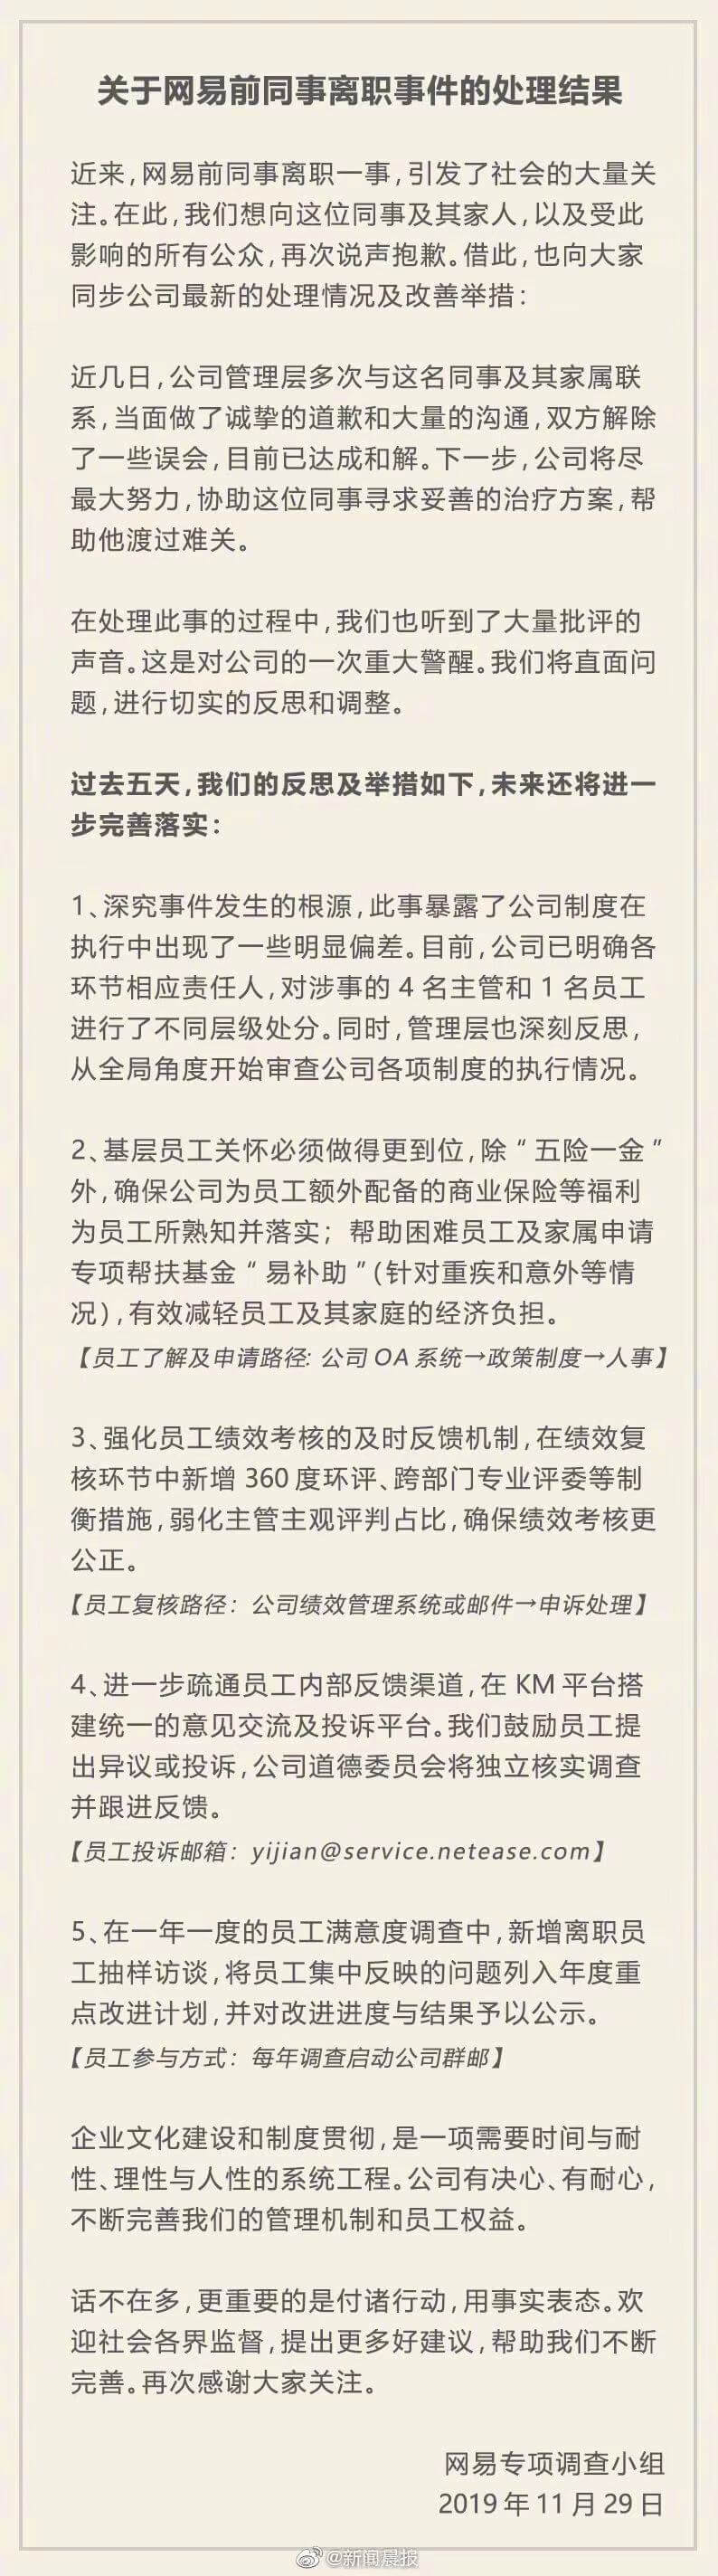 关于网易前同事离职事件的处理结果
近来，网易前同事离职一事，引发了社会的大量关
注。在此，我们想向这位同事及其家人，以及受此
影响的所有公众，再次说声抱歉。借此，也向大家
同步公司最新的处理情况及改善举措：
近几日，公司管理层多次与这名同事及其家属联
系，当面做了诚挚的道歉和大量的沟通，双方解除
了一些误会，目前已达成和解。下一步，公司将尽
最大努力，协助这位同事寻求妥善的治疗方案，帮
助他渡过难关。
在处理此事的过程中，我们也听到了大量批评的
声音。这是对公司的一次重大警醒。我们将直面问
题，进行切实的反思和调整。
过去五天，我们的反思及举措如下，未来还将进一
步完善落实：
1、深究事件发生的根源，此事暴露了公司制度在
执行中出现了一些明显偏差。目前，公司已明确各
环节相应责任人，对涉事的 4 名主管和 1 名员工
进行了不同层级处分。同时，管理层也深刻反思，
从全局角度开始审查公司各项制度的执行情况。
2、基层员工关怀必须做得更到位，除“五险一金”
外，确保公司为员工额外配备的商业保险等福利
为员工所熟知并落实；帮助困难员工及家属申请
专项帮扶基金“易补助”（针对重疾和意外等情
况），有效减轻员工及其家庭的经济负担。
【员工了解及申请路径：公司 OA 系统→政策制度→人事】
3、强化员工绩效考核的及时反馈机制，在绩效复
核环节中新增 360 度环评、跨部门专业评委等制
衡措施，弱化主管主观评判占比，确保绩效考核更
公正。
【员工复核路径：公司绩效管理系统或邮件→申诉处理】
4、进一步疏通员工内部反馈渠道，在 KM 平台搭
建统一的意见交流及投诉平台。我们鼓励员工提
出异议或投诉，公司道德委员会将独立核实调查
并跟进反馈。
【员工投诉邮箱：yijian@service.netease.com】
5、在一年一度的员工满意度调查中，新增离职员
工抽样访谈，将员工集中反映的问题列入年度重
点改进计划，并对改进进度与结果予以公示。
【员工参与方式：每年调查启动公司群邮】
企业文化建设和制度贯彻，是一项需要时间与耐
性、理性与人性的系统工程。公司有决心、有耐心，
不断完善我们的管理机制和员工权益。
话不在多，更重要的是付诸行动，用事实表态。欢
迎社会各界监督，提出更多好建议，帮助我们不断
完善。再次感谢大家关注。
网易专项调查小组
2019 年 11 月 29 日
@新闻晨报